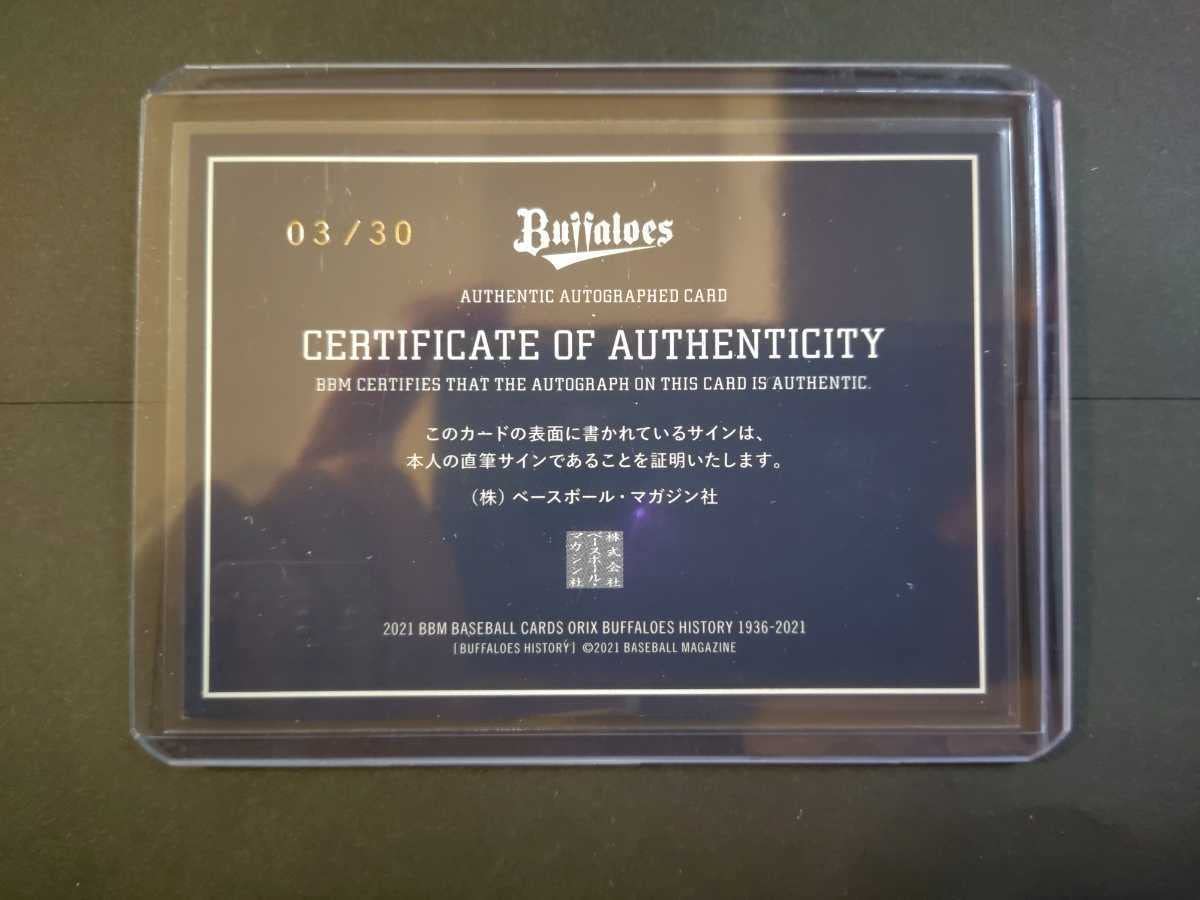 03/30
Buffaloes
AUTHENTIC AUTOGRAPHED CARD
CERTIFICATE OF AUTHENTICITY
BBM CERTIFIES THAT THE AUTOGRAPH ON THIS CARD IS AUTHENTIC.
このカードの表面に書かれているサインは、
本人の直筆サインであることを証明いたします。
（株）ベースボール・マガジン社
株式会社
ベースボール・
マガジン社
2021 BBM BASEBALL CARDS ORIX BUFFALOES HISTORY 1936-2021
[BUFFALOES HISTORY] ©2021 BASEBALL MAGAZINE